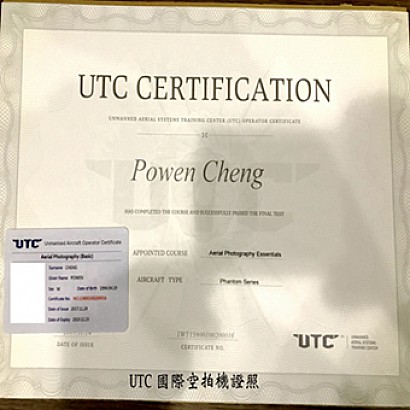 UTC CERTIFICATION
UNMANNED AERIAL SYSTEMS TRAINING CENTER (UTC) OPERATOR CERTIFICATE
Powen Cheng
HAS COMPLETED THE COURSE AND SUCCESSFULLY PASSED THE FINAL TEST
APPOINTED COURSE Aerial Photography Essentials
AIRCRAFT TYPE Phantom Series
UTC Unmanned Aircraft Operator Certificate
Aerial Photography (Basic)
Surname CHENG
Given Name POWEN
Sex M Date of Birth
Certificate No.
Date of Issue
Date of Expiry
DATE OF ISSUE
CERTIFICATE NO.
UTC UNMANNED
AERIAL SYSTEMS
TRAINING CENTER
UTC 國際空拍機證照